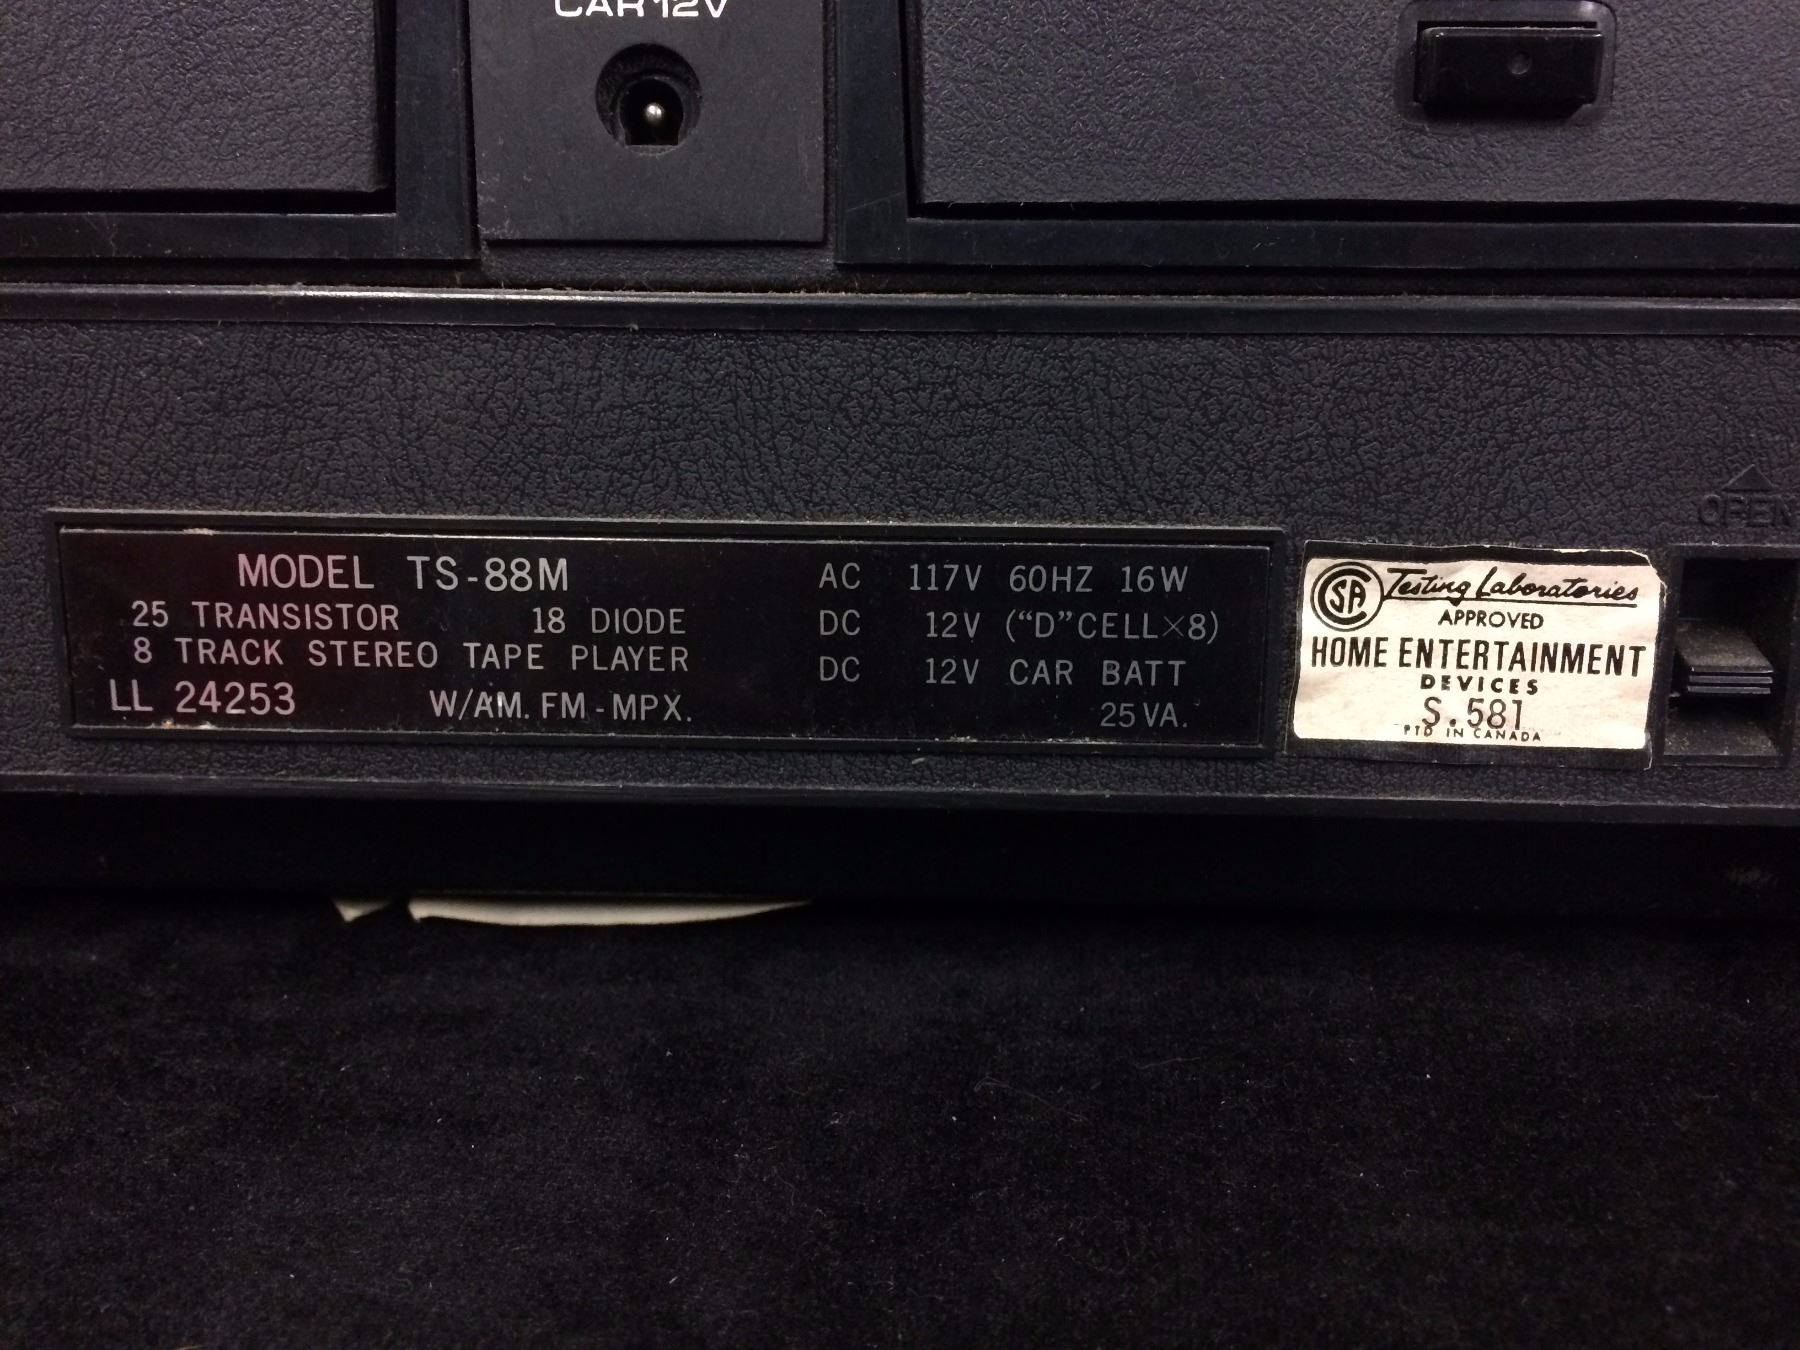 CAR 12V
MODEL TS-88M
25 TRANSISTOR 18 DIODE
8 TRACK STEREO TAPE PLAYER
LL 24253 W/AM. FM-MPX.
AC 117V 60HZ 16W
DC 12V ("D"CELL×8)
DC 12V CAR BATT
25VA.
CSA Testing Laboratories
APPROVED
HOME ENTERTAINMENT
DEVICES
S.581
PTD IN CANADA
OPEN